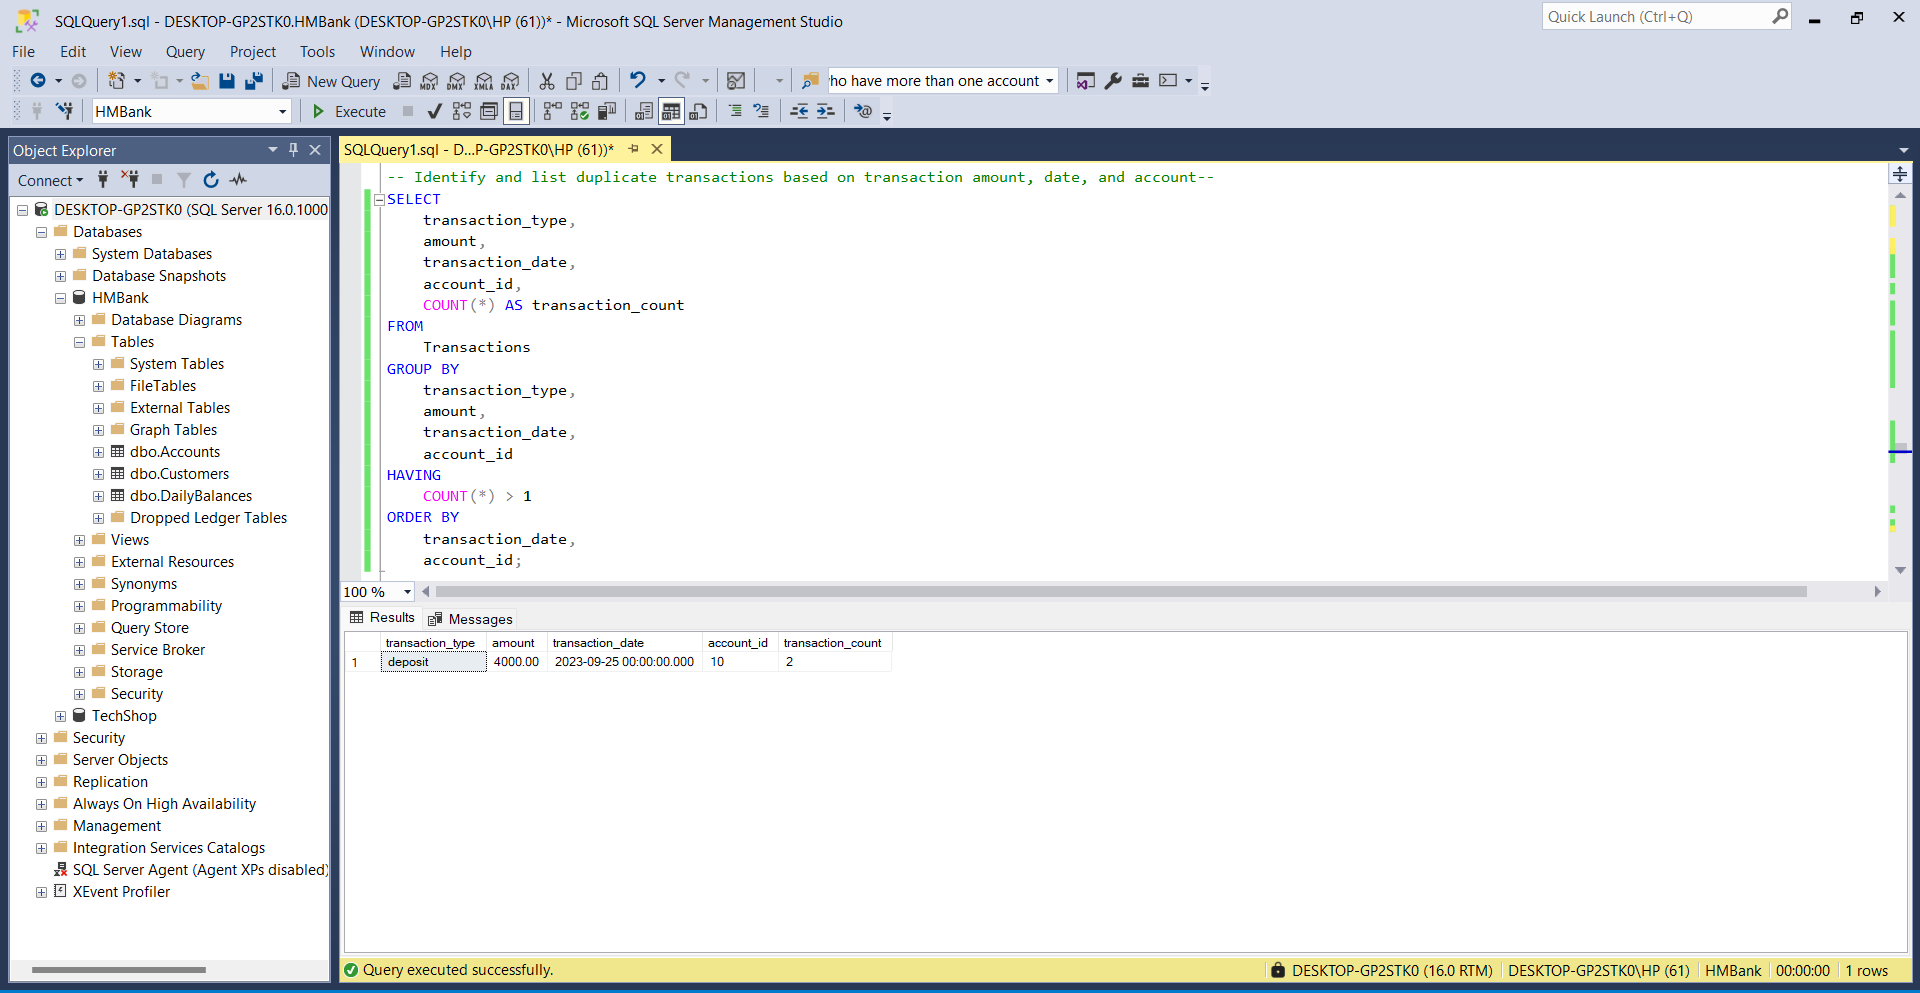 SQLQuery1.sql - DESKTOP-GP2STK0.HMBank (DESKTOP-GP2STK0\HP (61))* - Microsoft SQL Server Management Studio
Quick Launch (Ctrl+Q)
File Edit View Query Project Tools Window Help
New Query MDX DMX XMLA DAX ho have more than one account
HMBank Execute
Object Explorer
Connect
DESKTOP-GP2STK0 (SQL Server 16.0.1000
Databases
System Databases
Database Snapshots
HMBank
Database Diagrams
Tables
System Tables
FileTables
External Tables
Graph Tables
dbo.Accounts
dbo.Customers
dbo.DailyBalances
Dropped Ledger Tables
Views
External Resources
Synonyms
Programmability
Query Store
Service Broker
Storage
Security
TechShop
Security
Server Objects
Replication
Always On High Availability
Management
Integration Services Catalogs
SQL Server Agent (Agent XPs disabled)
XEvent Profiler
SQLQuery1.sql - D...P-GP2STK0\HP (61))*
-- Identify and list duplicate transactions based on transaction amount, date, and account--
SELECT
transaction_type,
amount,
transaction_date,
account_id,
COUNT(*) AS transaction_count
FROM
Transactions
GROUP BY
transaction_type,
amount,
transaction_date,
account_id
HAVING
COUNT(*) > 1
ORDER BY
transaction_date,
account_id;
100 %
Results Messages
transaction_type amount transaction_date account_id transaction_count
1 deposit 4000.00 2023-09-25 00:00:00.000 10 2
Query executed successfully. DESKTOP-GP2STK0 (16.0 RTM) DESKTOP-GP2STK0\HP (61) HMBank 00:00:00 1 rows